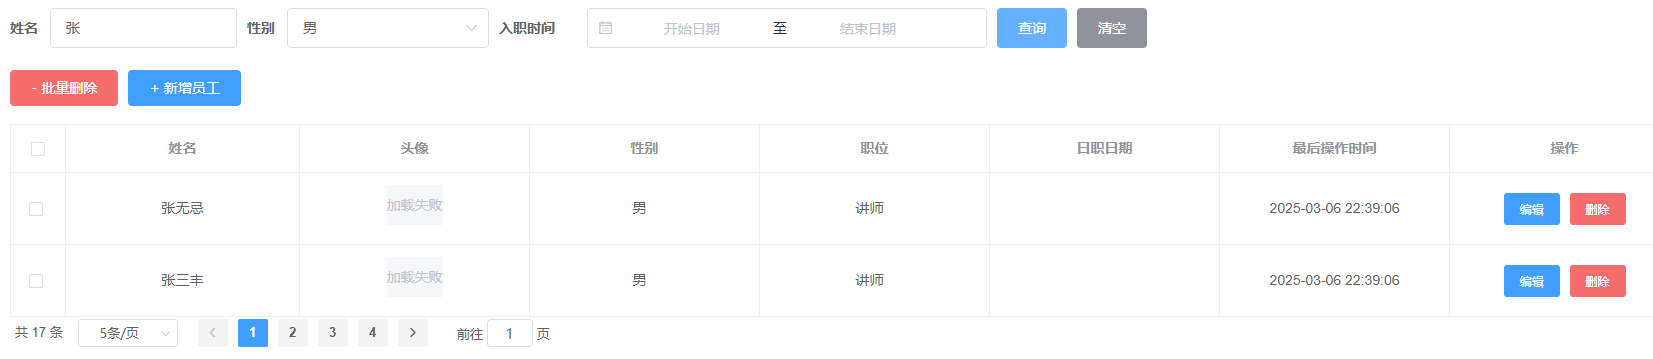 姓名 张 性别 男 入职时间 开始日期 至 结束日期 查询 清空
- 批量删除 + 新增员工
姓名 头像 性别 职位 日职日期 最后操作时间 操作
张无忌 加载失败 男 讲师 2025-03-06 22:39:06 编辑 删除
张三丰 加载失败 男 讲师 2025-03-06 22:39:06 编辑 删除
共 17 条 5条/页 1 2 3 4 前往 1 页